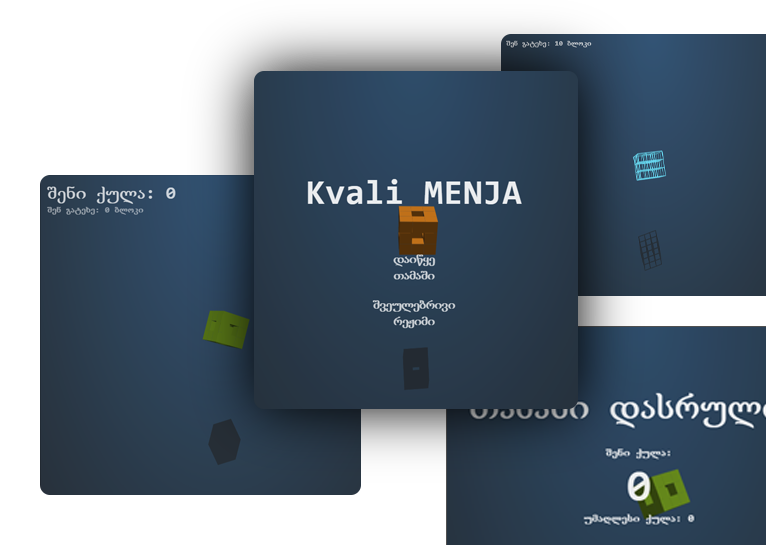 შენ გატეხე: 10 ბლოკი
Kvali MENJA
დაიწყე
თამაში
შვეულებრივი
რეჟიმი
შენი ქულა: 0
შენ გატეხე: 0 ბლოკი
შენი ქულა:
0
უმაღლესი ქულა: 0